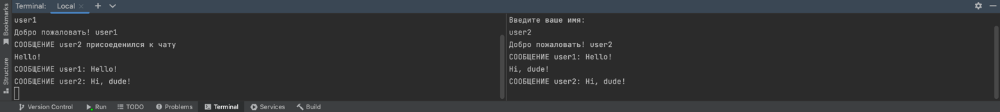 Terminal:
Local
Bookmarks
Structure
user1
Добро пожаловать! user1
СООБЩЕНИЕ user2 присоеденился к чату
Hello!
СООБЩЕНИЕ user1: Hello!
СООБЩЕНИЕ user2: Hi, dude!
Введите ваше имя:
user2
Добро пожаловать! user2
СООБЩЕНИЕ user1: Hello!
Hi, dude!
СООБЩЕНИЕ user2: Hi, dude!
Version Control Run TODO Problems Terminal Services Build